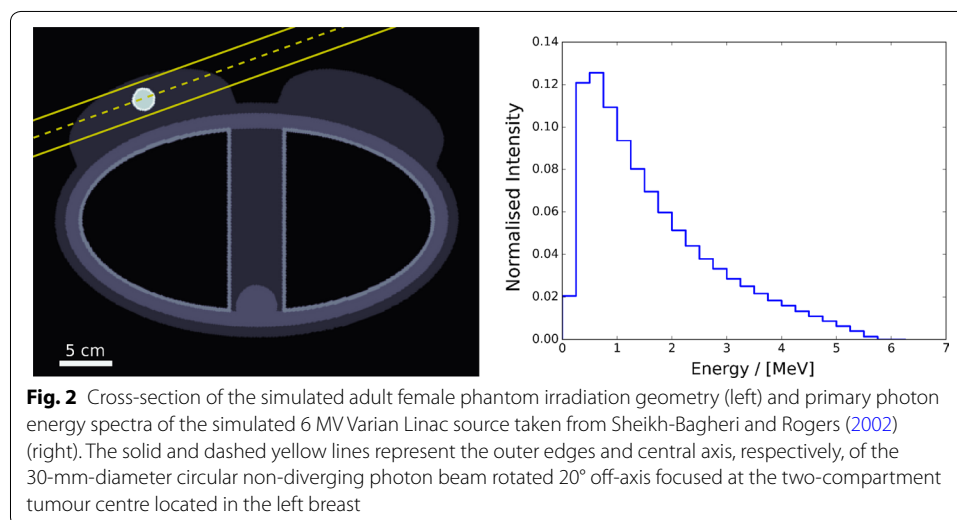 5 cm
0.14
0.12
0.10
0.08
0.06
0.04
0.02
0.00
Normalised Intensity
0 1 2 3 4 5 6 7
Energy / [MeV]
Fig. 2 Cross-section of the simulated adult female phantom irradiation geometry (left) and primary photon
energy spectra of the simulated 6 MV Varian Linac source taken from Sheikh-Bagheri and Rogers (2002)
(right). The solid and dashed yellow lines represent the outer edges and central axis, respectively, of the
30-mm-diameter circular non-diverging photon beam rotated 20° off-axis focused at the two-compartment
tumour centre located in the left breast